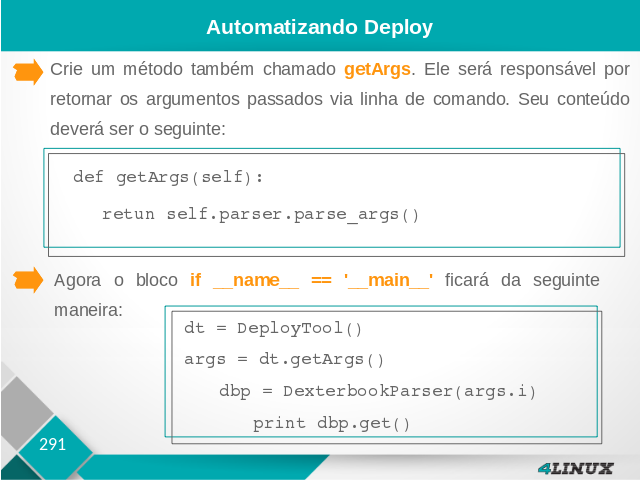 Automatizando Deploy
Crie um método também chamado getArgs. Ele será responsável por
retornar os argumentos passados via linha de comando. Seu conteúdo
deverá ser o seguinte:
def getArgs(self):
retun self.parser.parse_args()
Agora o bloco if __name__ == '__main__' ficará da seguinte
maneira:
dt = DeployTool()
args = dt.getArgs()
dbp = DexterbookParser(args.i)
print dbp.get()
291
4LINUX